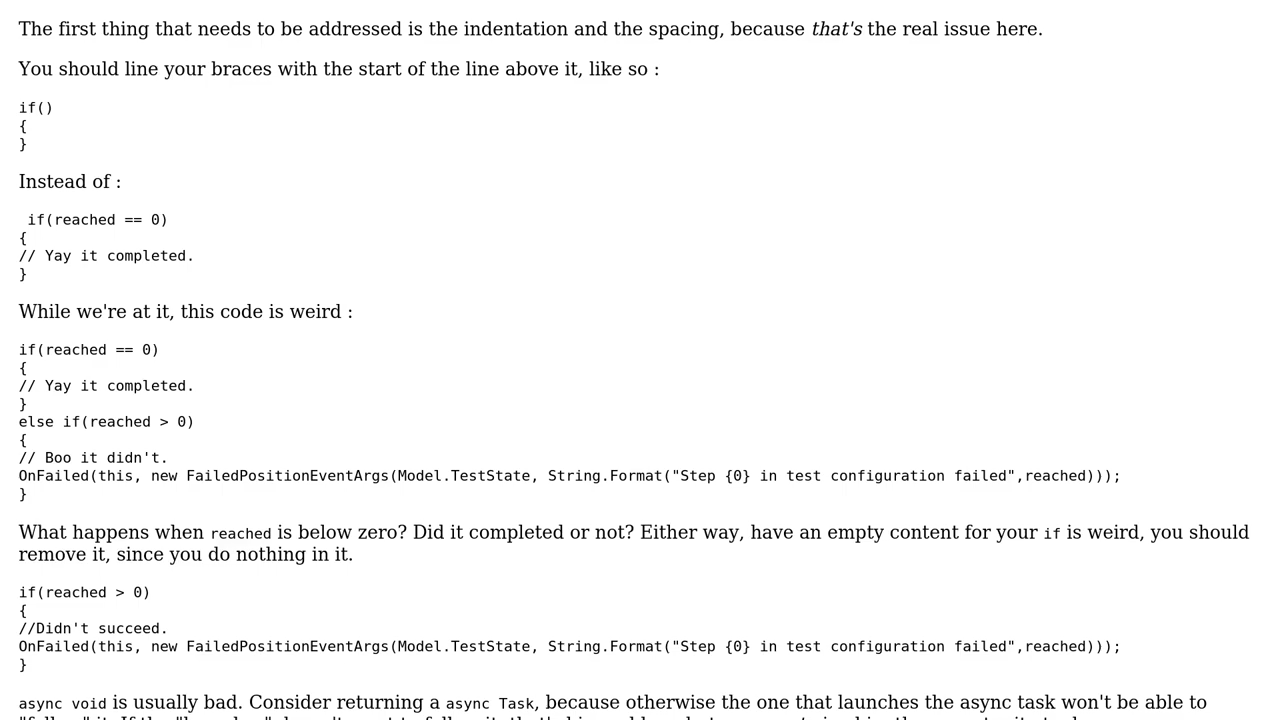 The first thing that needs to be addressed is the indentation and the spacing, because that's the real issue here.
You should line your braces with the start of the line above it, like so :
if()
{
}
Instead of :
 if(reached == 0)
{
// Yay it completed.
}
While we're at it, this code is weird :
if(reached == 0)
{
// Yay it completed.
}
else if(reached > 0)
{
// Boo it didn't.
OnFailed(this, new FailedPositionEventArgs(Model.TestState, String.Format("Step {0} in test configuration failed",reached)));
}
What happens when reached is below zero? Did it completed or not? Either way, have an empty content for your if is weird, you should
remove it, since you do nothing in it.
if(reached > 0)
{
//Didn't succeed.
OnFailed(this, new FailedPositionEventArgs(Model.TestState, String.Format("Step {0} in test configuration failed",reached)));
}
async void is usually bad. Consider returning a async Task, because otherwise the one that launches the async task won't be able to